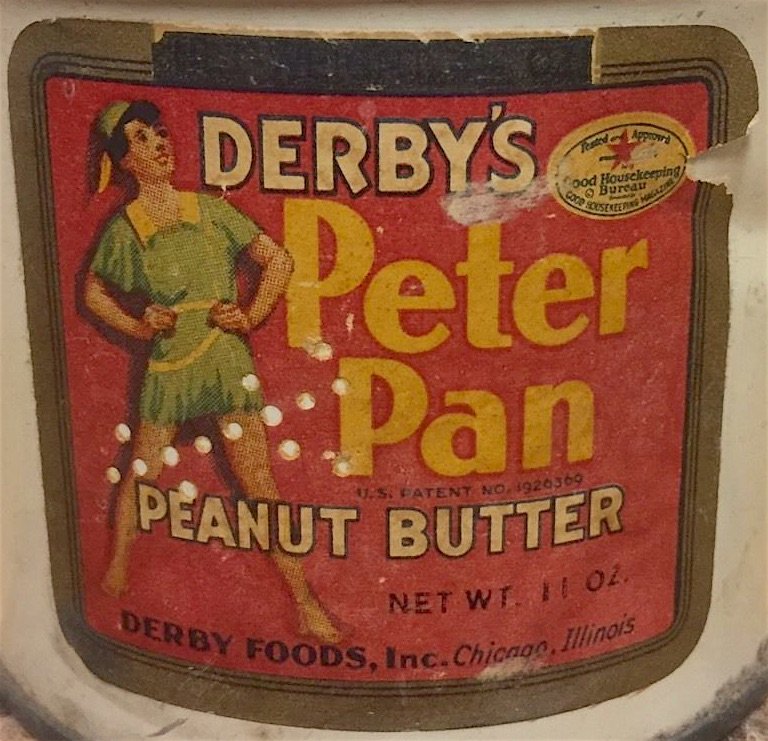 DERBY'S
Tested and Approved
Good Housekeeping
Bureau
GOOD HOUSEKEEPING MAGAZINE
Peter
Pan
U.S. PATENT NO. 1926369
PEANUT BUTTER
NET WT. 11 OZ.
DERBY FOODS, Inc. Chicago, Illinois